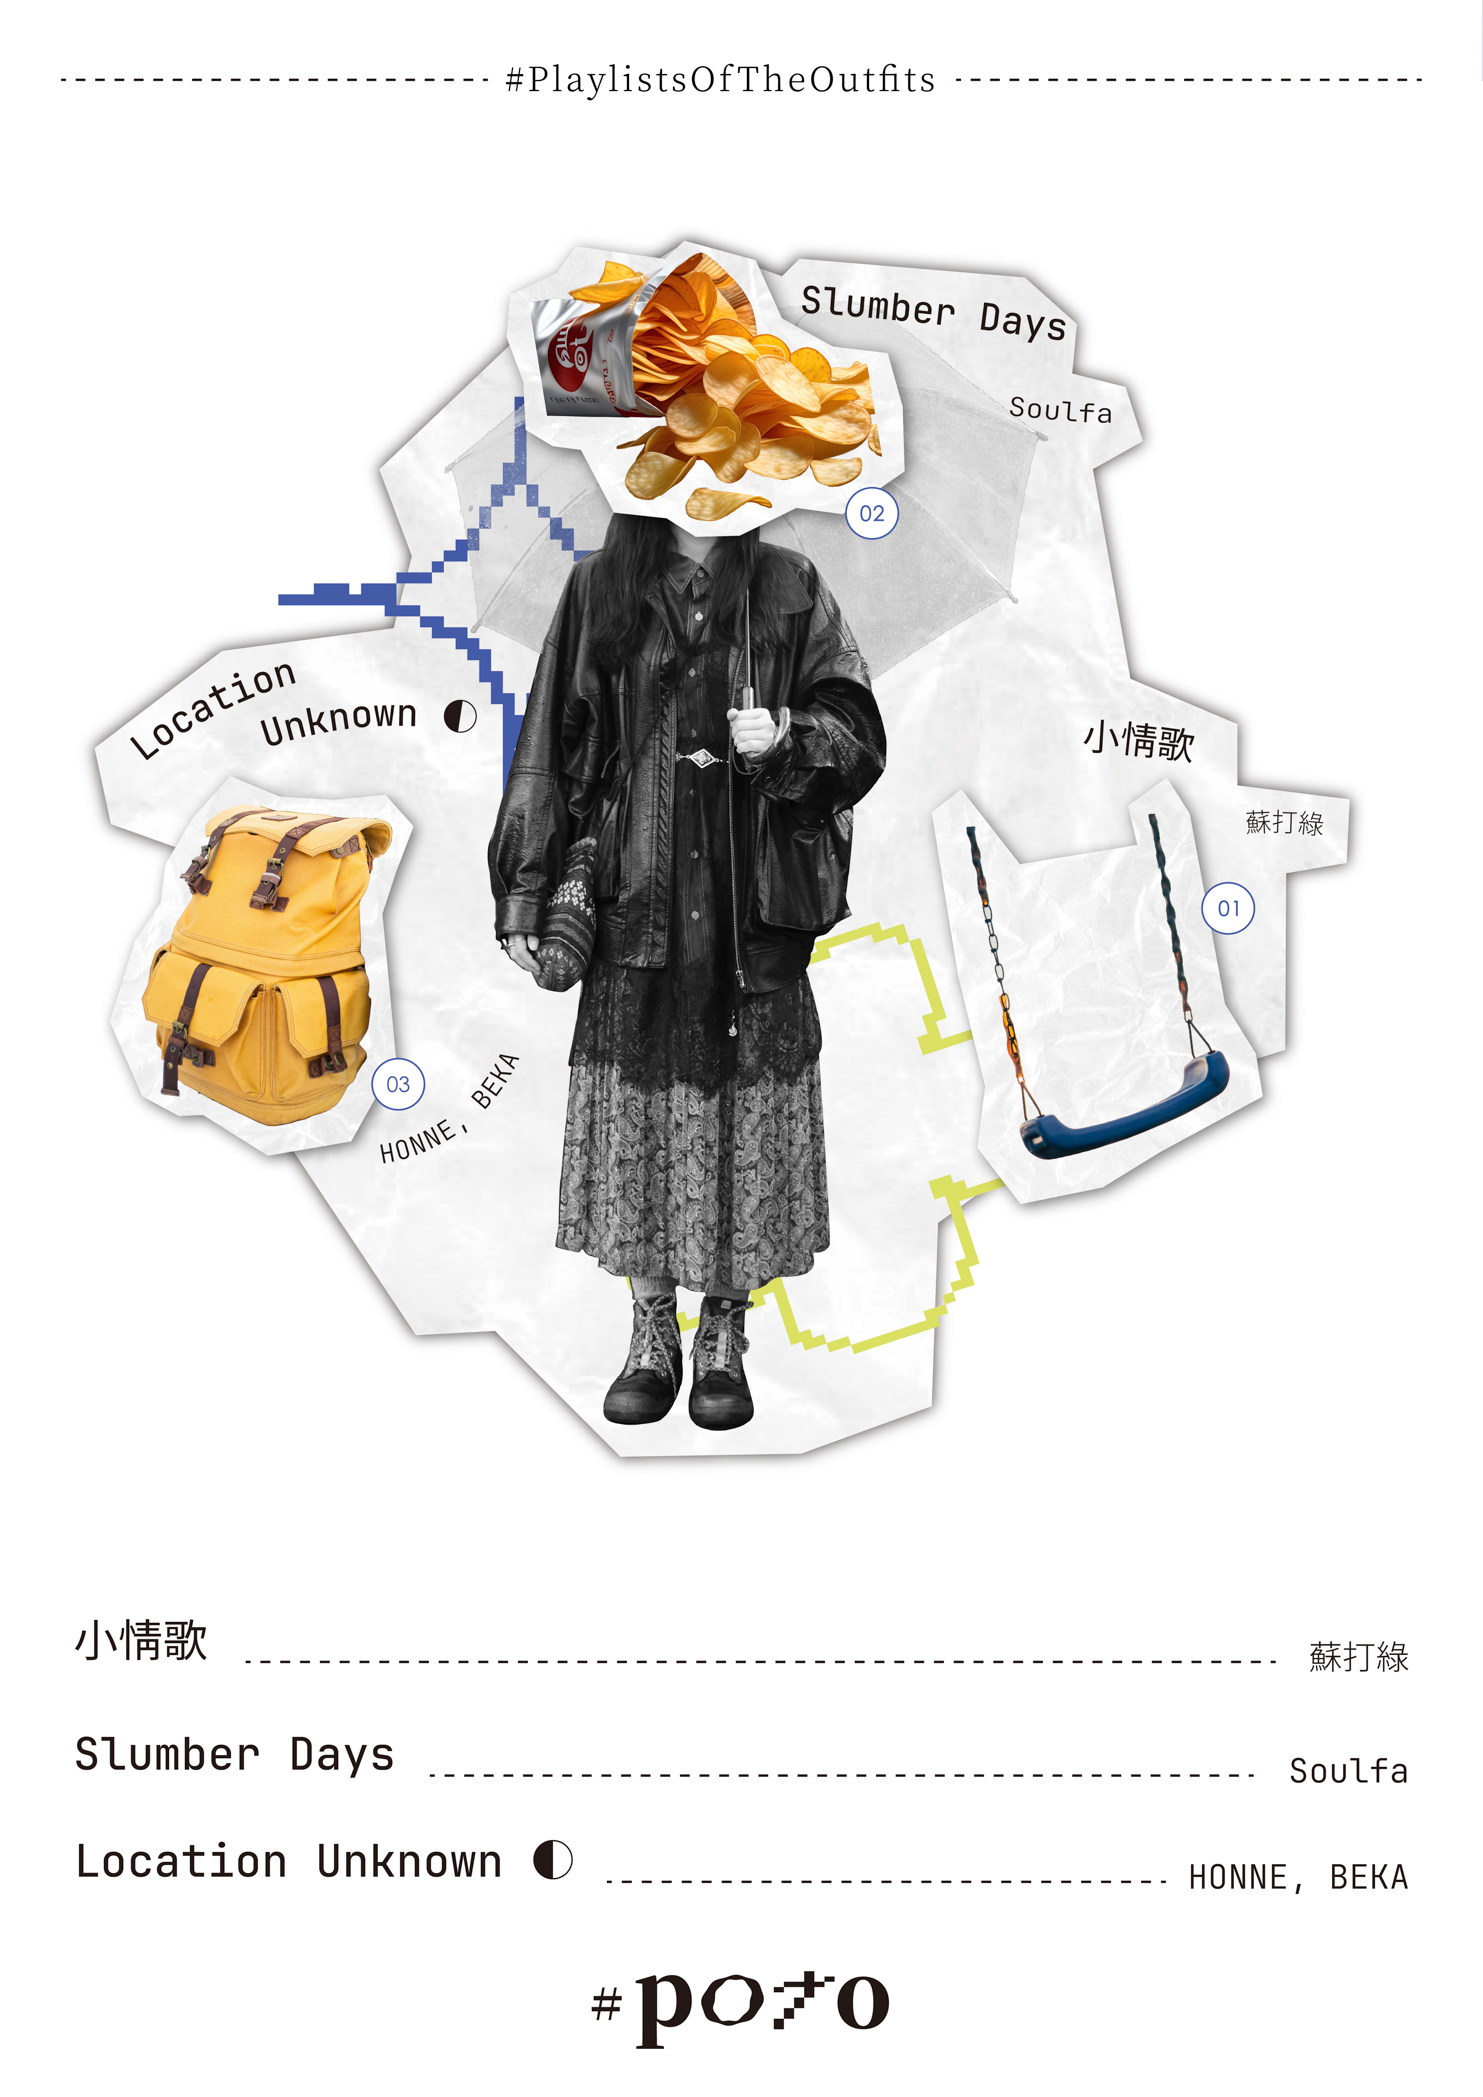 #PlaylistsOfTheOutfits
Slumber Days
Soulfa
02
Location
Unknown
小情歌
蘇打綠
01
03
HONNE, BEKA
小情歌 蘇打綠
Slumber Days Soulfa
Location Unknown ◐ HONNE, BEKA
#poto